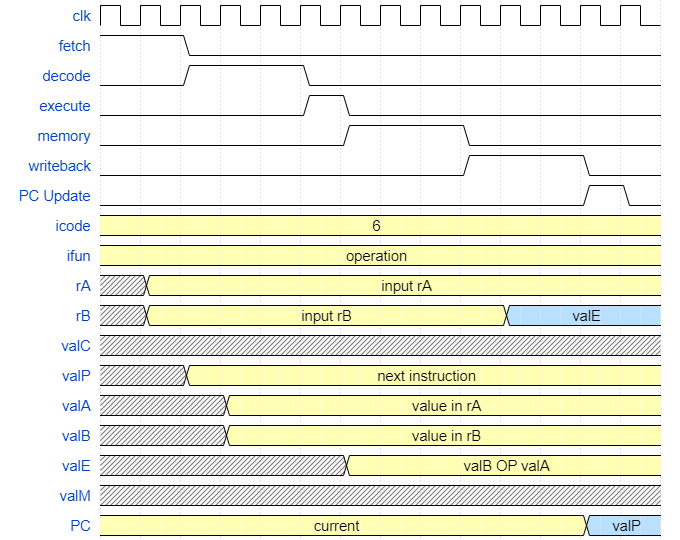 clk
fetch
decode
execute
memory
writeback
PC Update
icode 6
ifun operation
rA input rA
rB input rB valE
valC
valP next instruction
valA value in rA
valB value in rB
valE valB OP valA
valM
PC current valP